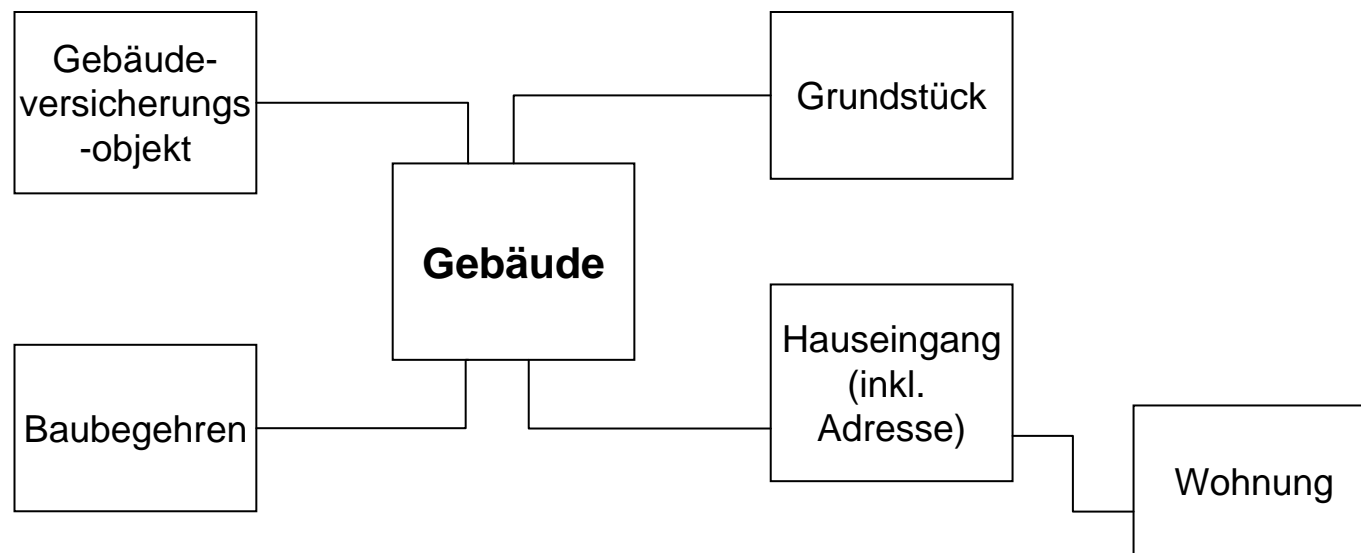 Gebäude-
versicherungs
-objekt
Grundstück
Gebäude
Hauseingang
(inkl.
Adresse)
Baubegehren
Wohnung